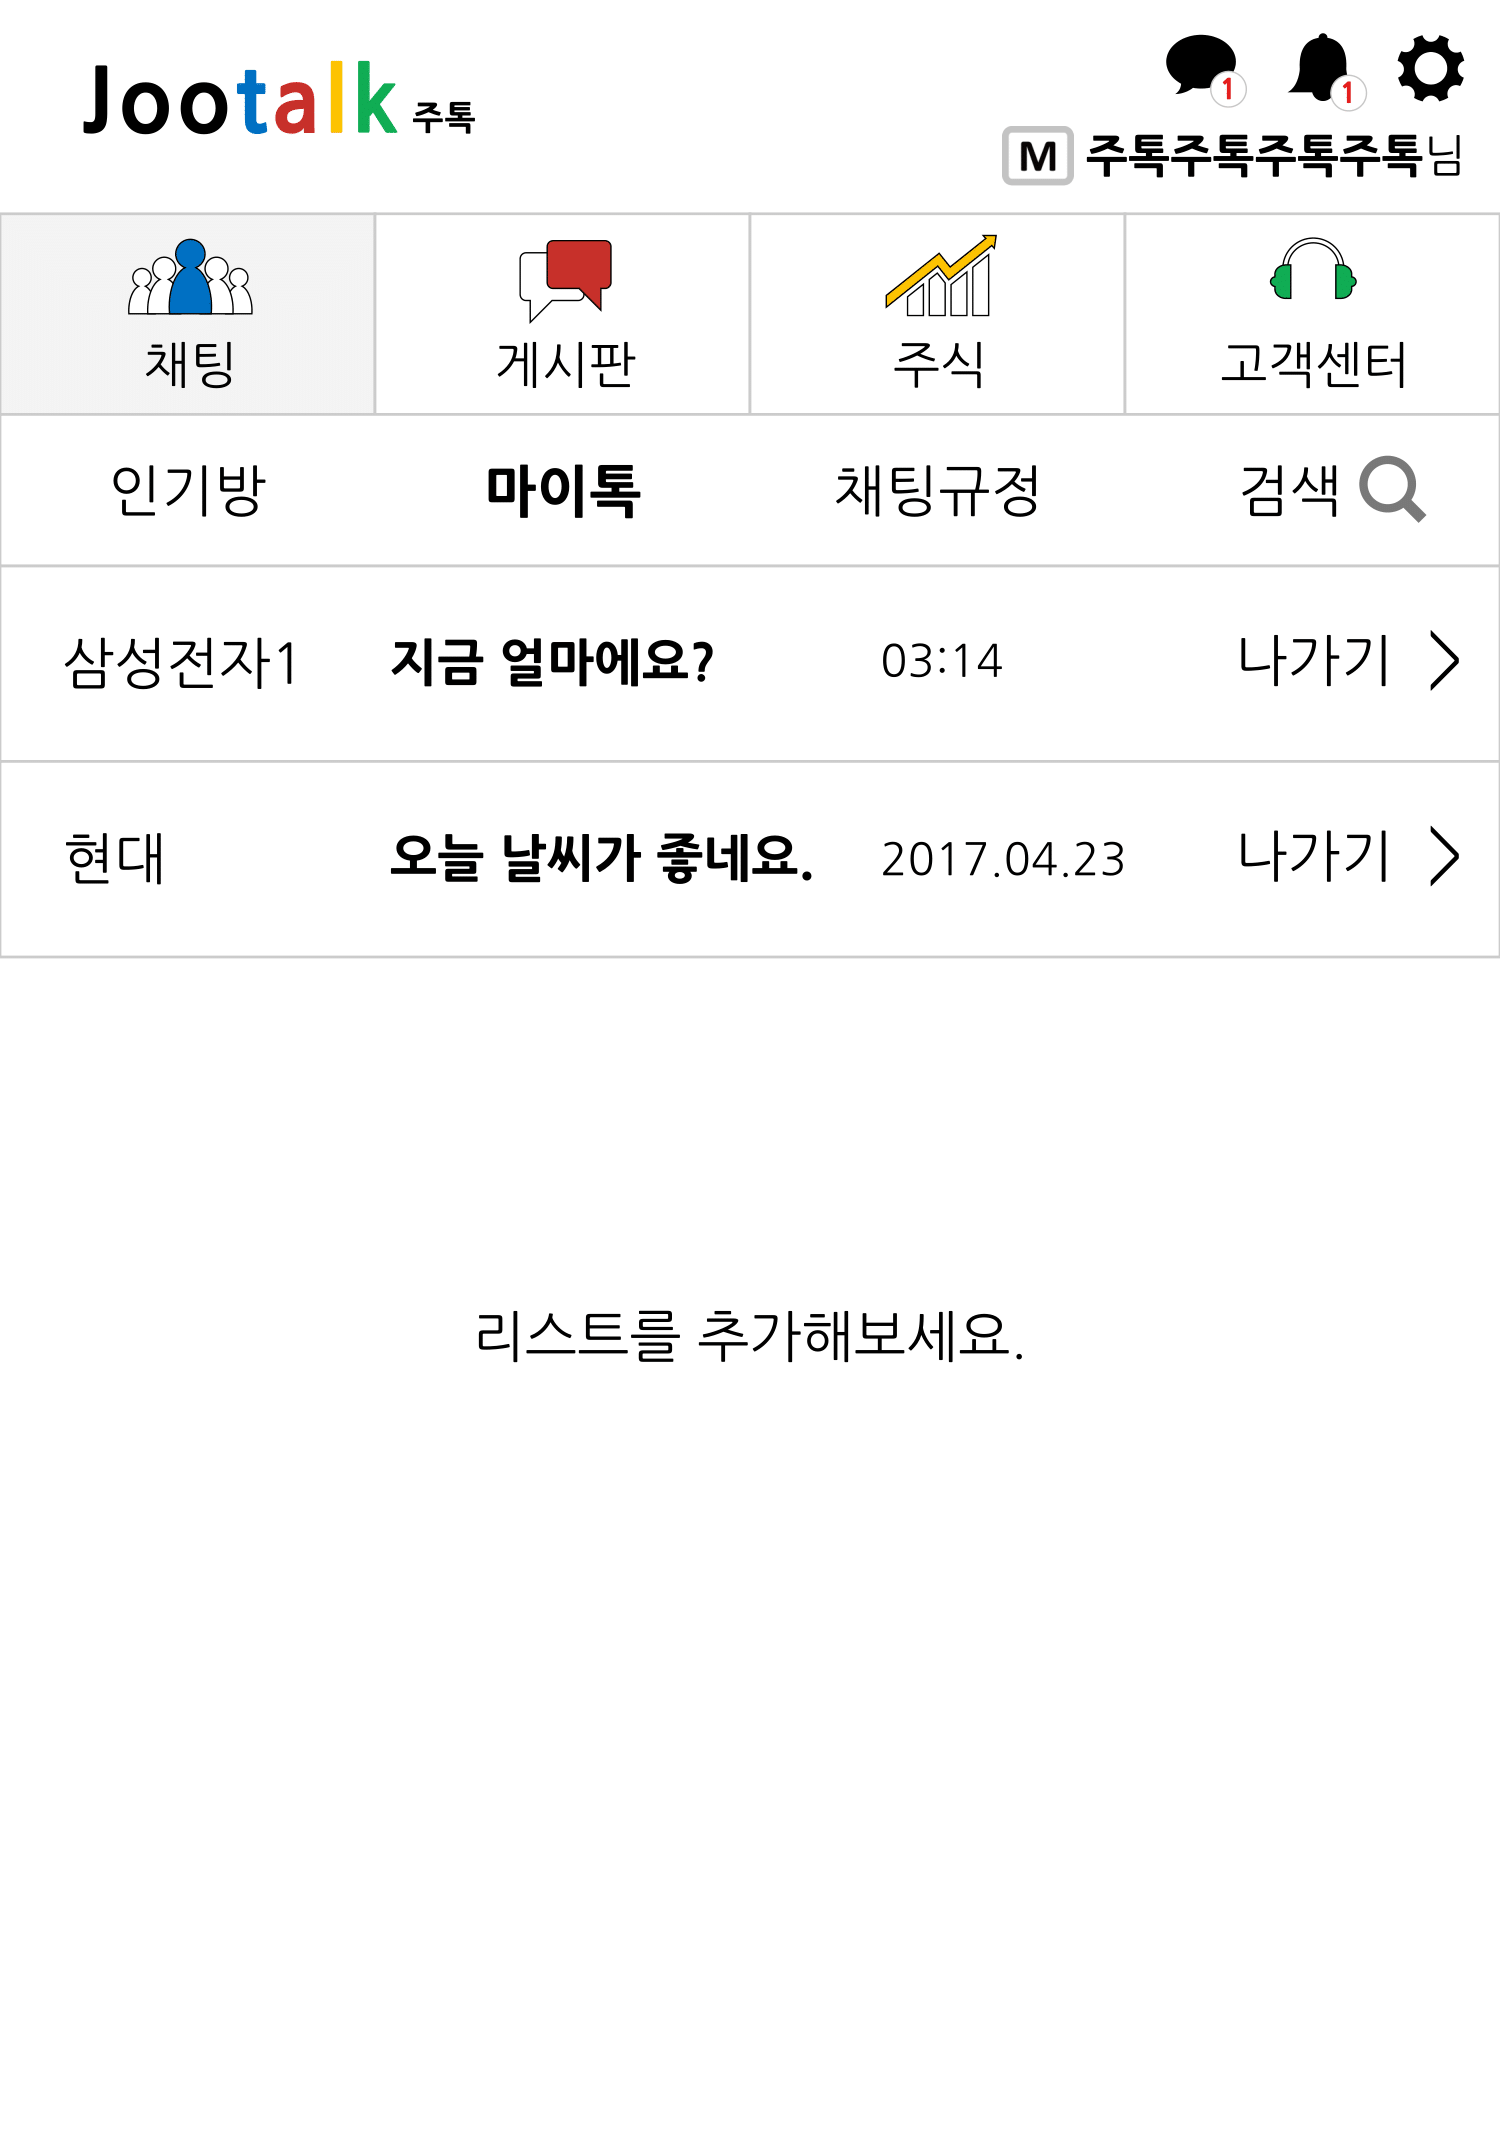 Jootalk 주톡
1 1
M 주톡주톡주톡주톡님
채팅 게시판 주식 고객센터
인기방 마이톡 채팅규정 검색
삼성전자1 지금 얼마에요? 03:14 나가기
현대 오늘 날씨가 좋네요. 2017.04.23 나가기
리스트를 추가해보세요.